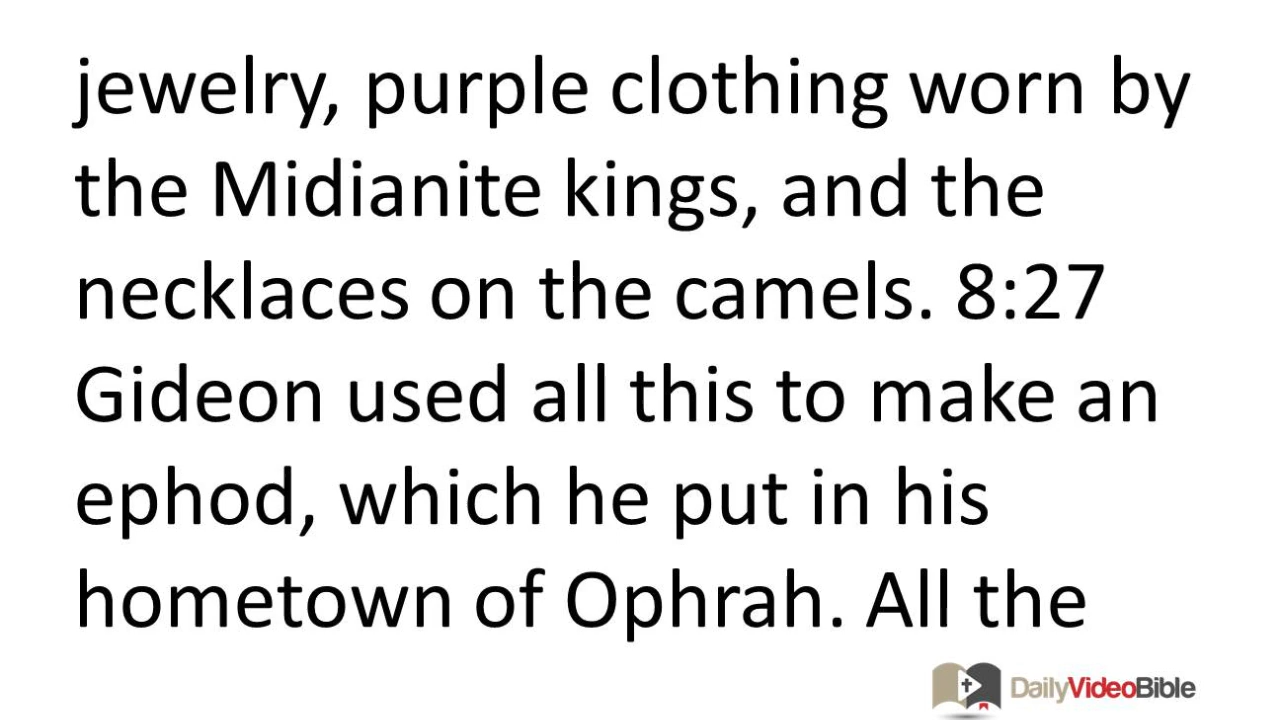 jewelry, purple clothing worn by
the Midianite kings, and the
necklaces on the camels. 8:27
Gideon used all this to make an
ephod, which he put in his
hometown of Ophrah. All the
DailyVideoBible